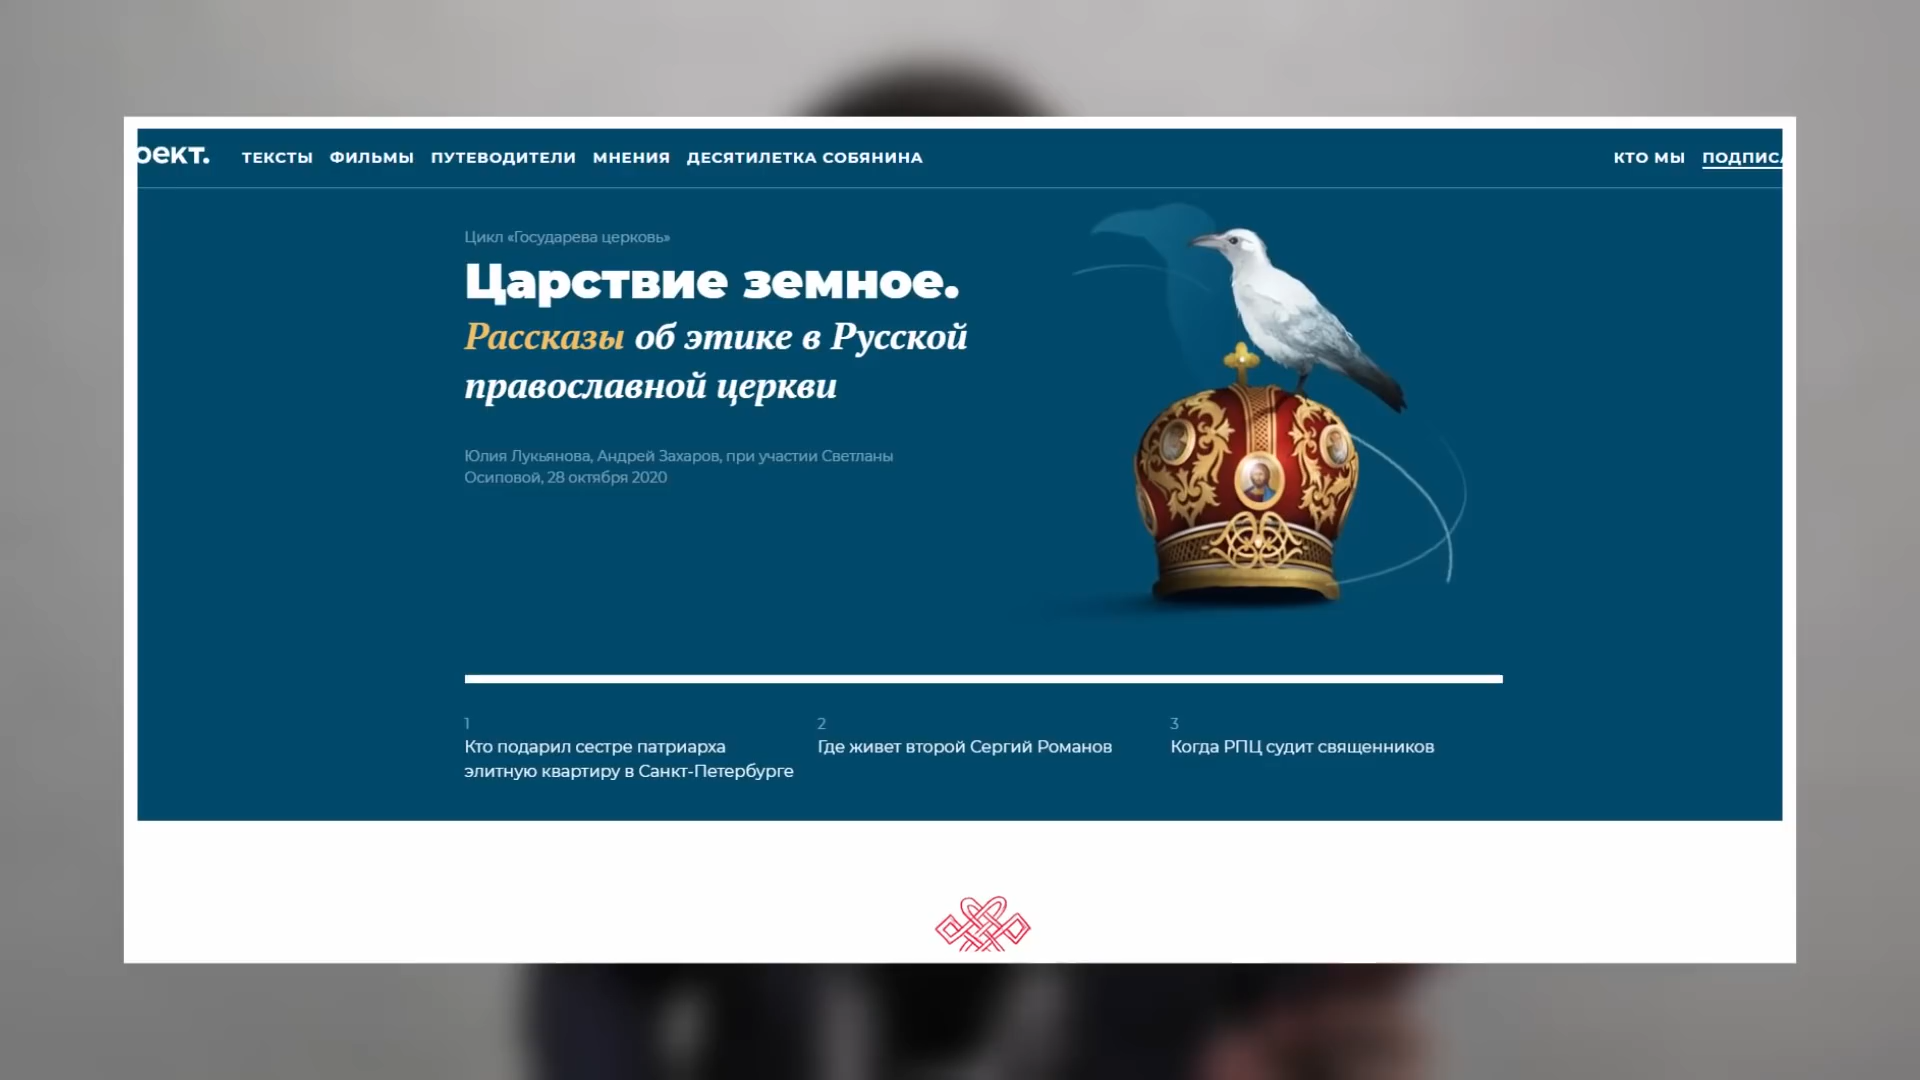 оект. ТЕКСТЫ ФИЛЬМЫ ПУТЕВОДИТЕЛИ МНЕНИЯ ДЕСЯТИЛЕТКА СОБЯНИНА КТО МЫ ПОДПИСА
Цикл «Государева церковь»
Царствие земное.
Рассказы об этике в Русской
православной церкви
Юлия Лукьянова, Андрей Захаров, при участии Светланы
Осиповой, 28 октября 2020
1
Кто подарил сестре патриарха
элитную квартиру в Санкт-Петербурге
2
Где живет второй Сергий Романов
3
Когда РПЦ судит священников